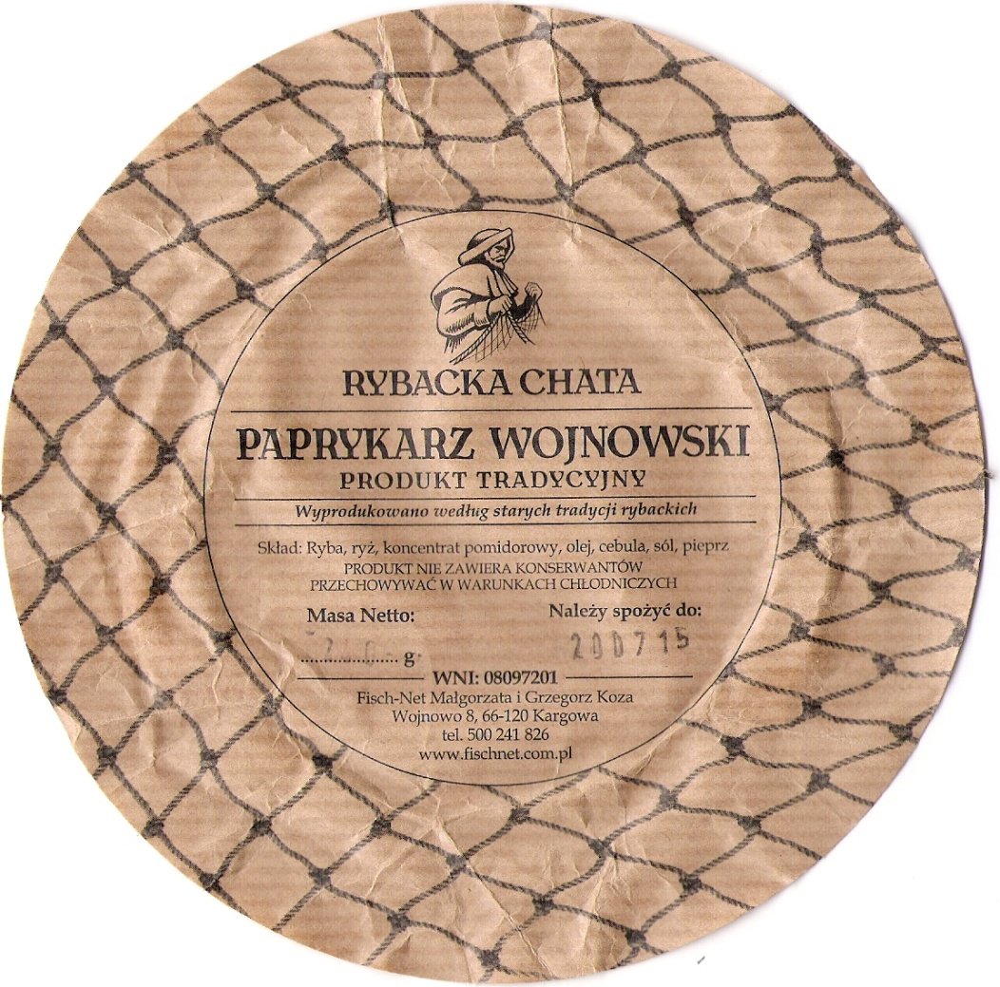 RYBACKA CHATA
PAPRYKARZ WOJNOWSKI
PRODUKT TRADYCYJNY
Wyprodukowano według starych tradycji rybackich
Skład: Ryba, ryż, koncentrat pomidorowy, olej, cebula, sól, pieprz
PRODUKT NIE ZAWIERA KONSERWANTÓW
PRZECHOWYWAĆ W WARUNKACH CHŁODNICZYCH
Masa Netto:
.................... g.
Należy spożyć do:
200715
WNI: 08097201
Fisch-Net Małgorzata i Grzegorz Koza
Wojnowo 8, 66-120 Kargowa
tel. 500 241 826
www.fischnet.com.pl